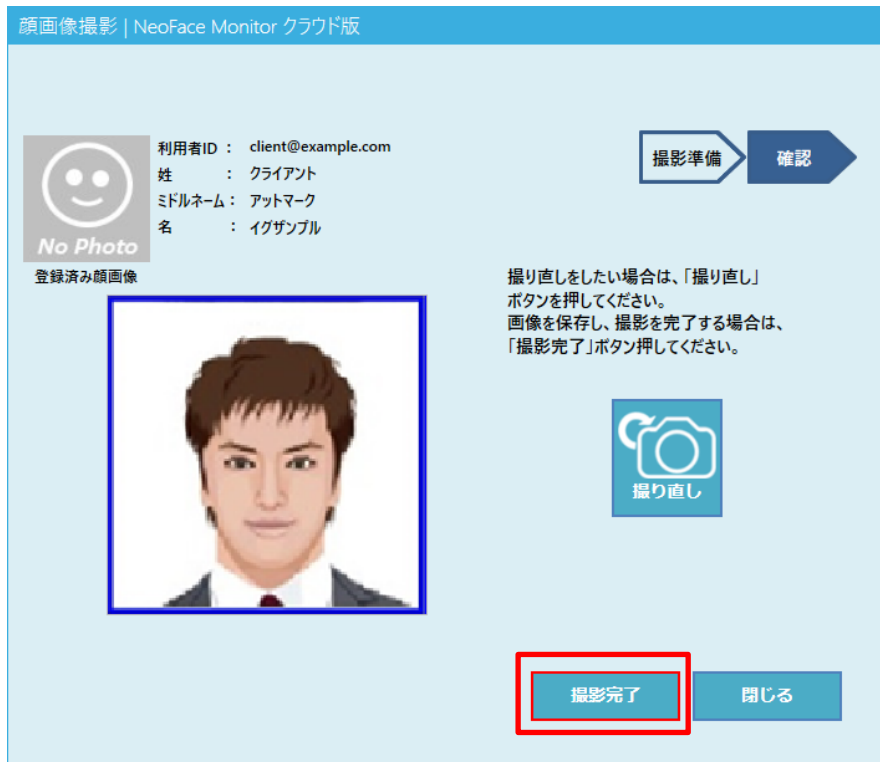 顔画像撮影 | NeoFace Monitor クラウド版
利用者ID : client@example.com
姓 : クライアント
ミドルネーム : アットマーク
名 : イグザンプル
No Photo
登録済み顔画像
撮影準備
確認
撮り直しをしたい場合は、「撮り直し」
ボタンを押してください。
画像を保存し、撮影を完了する場合は、
「撮影完了」ボタン押してください。
撮り直し
撮影完了
閉じる